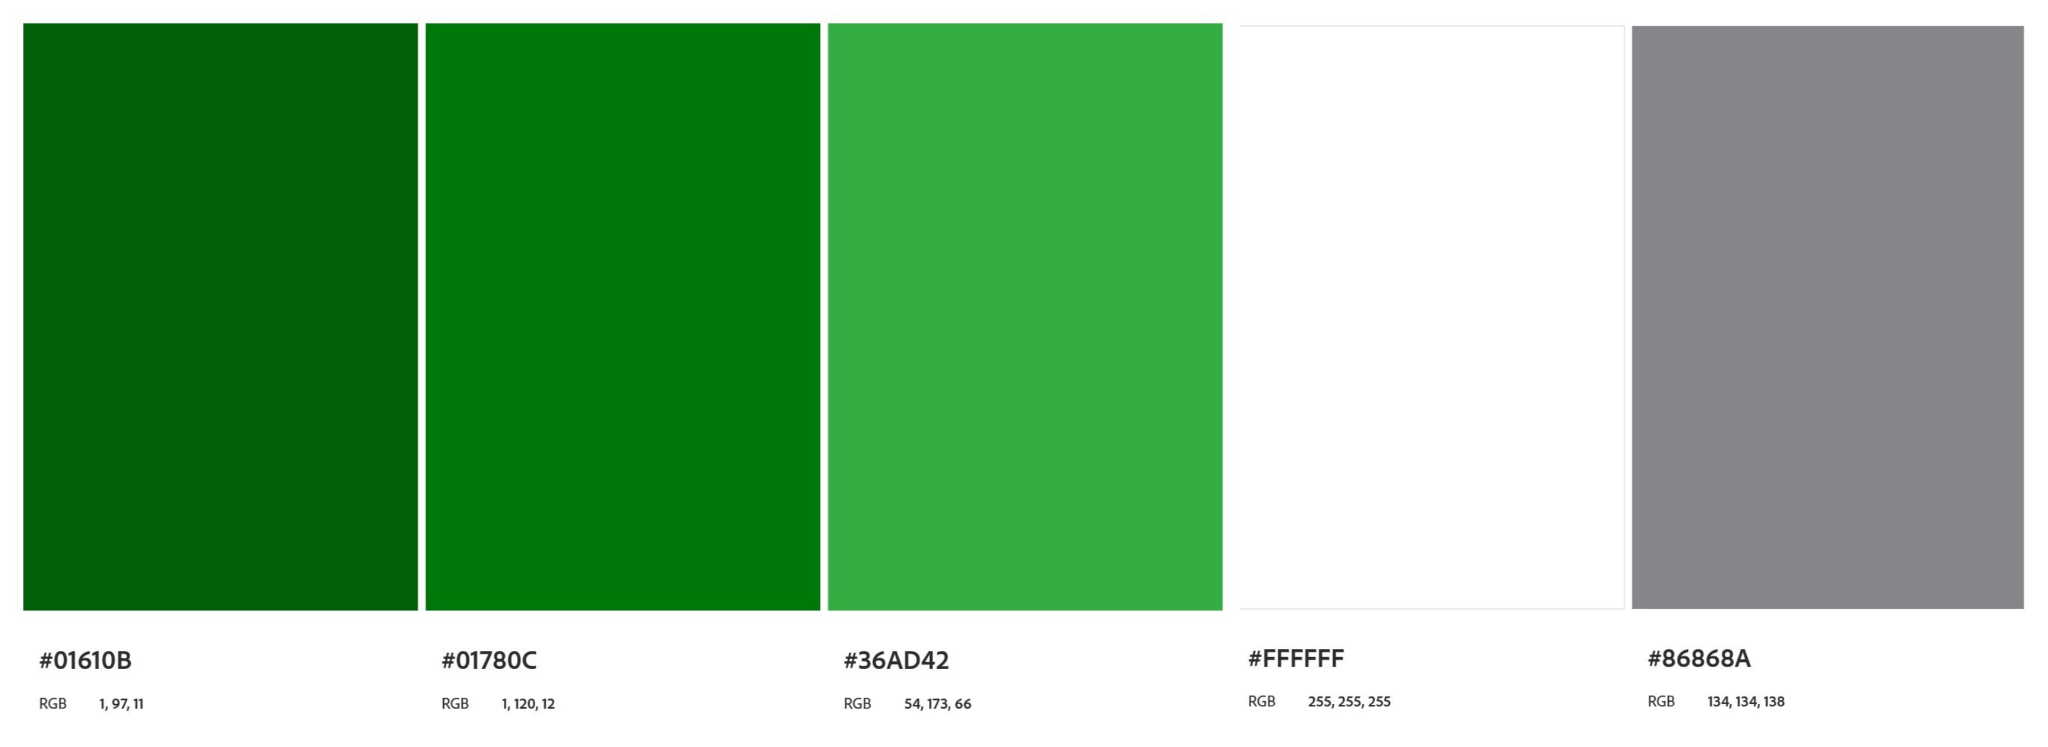 #01610B
RGB 1, 97, 11
#01780C
RGB 1, 120, 12
#36AD42
RGB 54, 173, 66
#FFFFFF
RGB 255, 255, 255
#86868A
RGB 134, 134, 138